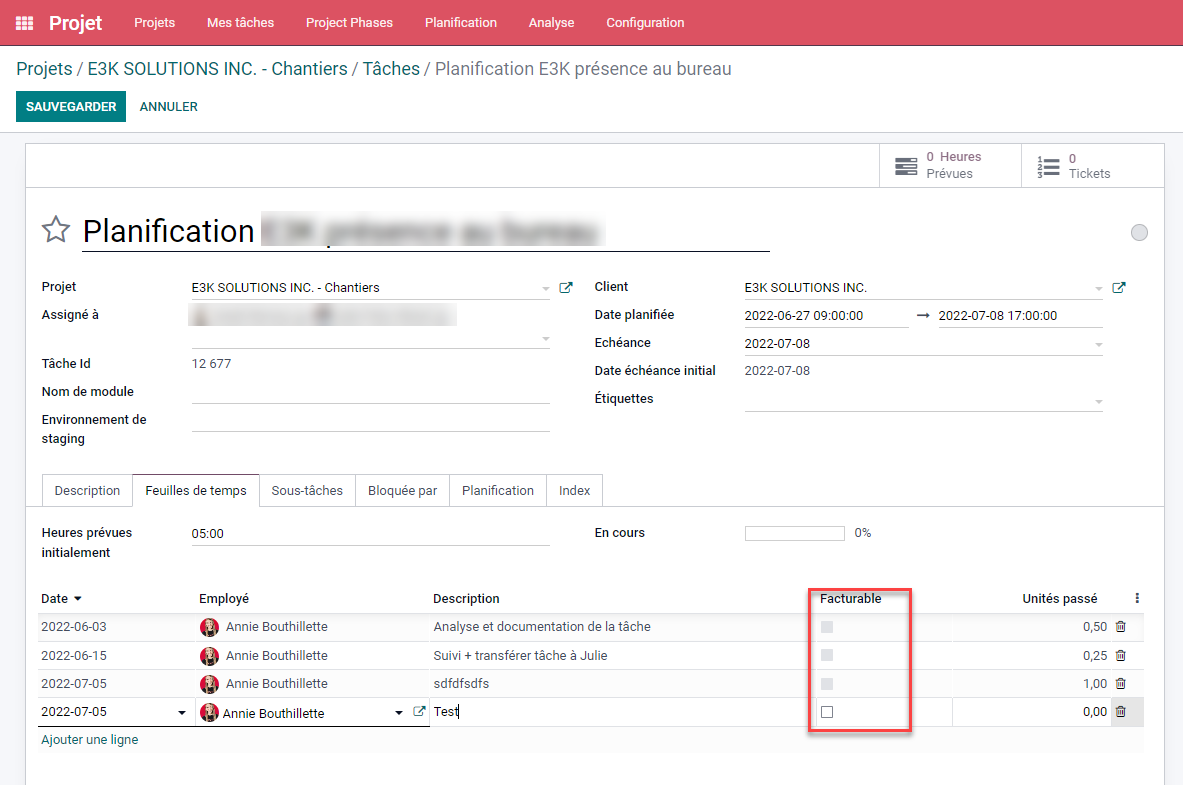 Projet Projets Mes tâches Project Phases Planification Analyse Configuration
Projets / E3K SOLUTIONS INC. - Chantiers / Tâches / Planification E3K présence au bureau
SAUVEGARDER ANNULER
0 Heures Prévues
0 Tickets
Planification
Projet E3K SOLUTIONS INC. - Chantiers
Assigné à
Tâche Id 12 677
Nom de module
Environnement de staging
Client E3K SOLUTIONS INC.
Date planifiée 2022-06-27 09:00:00 → 2022-07-08 17:00:00
Echéance 2022-07-08
Date échéance initial 2022-07-08
Étiquettes
Description Feuilles de temps Sous-tâches Bloquée par Planification Index
Heures prévues initialement 05:00
En cours 0%
Date Employé Description Facturable Unités passé
2022-06-03 Annie Bouthillette Analyse et documentation de la tâche 0,50
2022-06-15 Annie Bouthillette Suivi + transférer tâche à Julie 0,25
2022-07-05 Annie Bouthillette sdfdfsdfs 1,00
2022-07-05 Annie Bouthillette Test 0,00
Ajouter une ligne